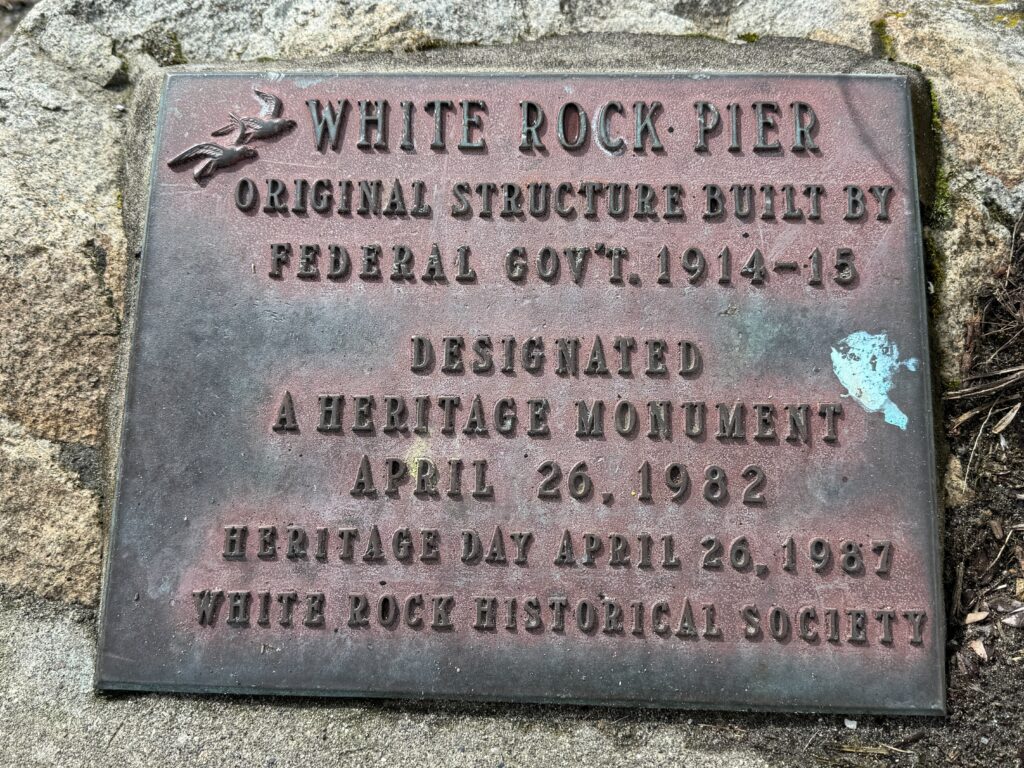 WHITE ROCK PIER
ORIGINAL STRUCTURE BUILT BY
FEDERAL GOV'T. 1914-15
DESIGNATED
A HERITAGE MONUMENT
APRIL 26, 1982
HERITAGE DAY APRIL 26, 1987
WHITE ROCK HISTORICAL SOCIETY